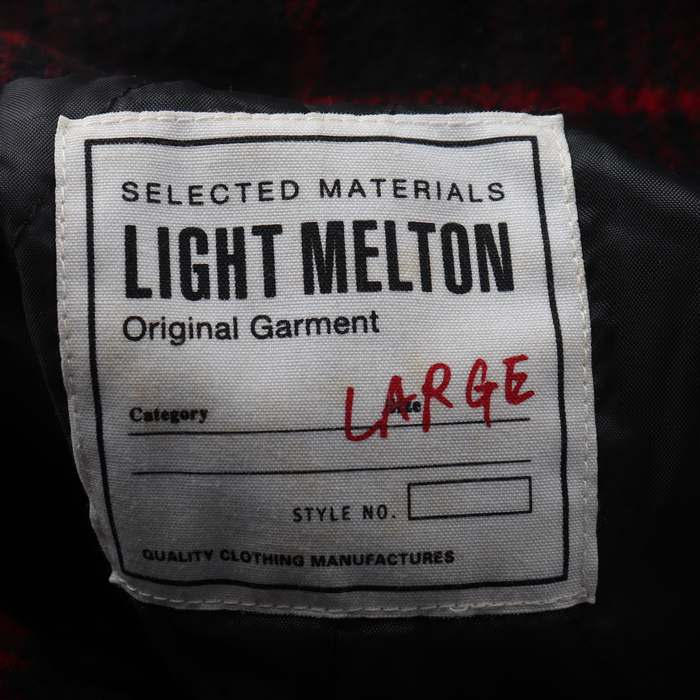 SELECTED MATERIALS
LIGHT MELTON
Original Garment
Category
LARGE
STYLE NO.
QUALITY CLOTHING MANUFACTURES